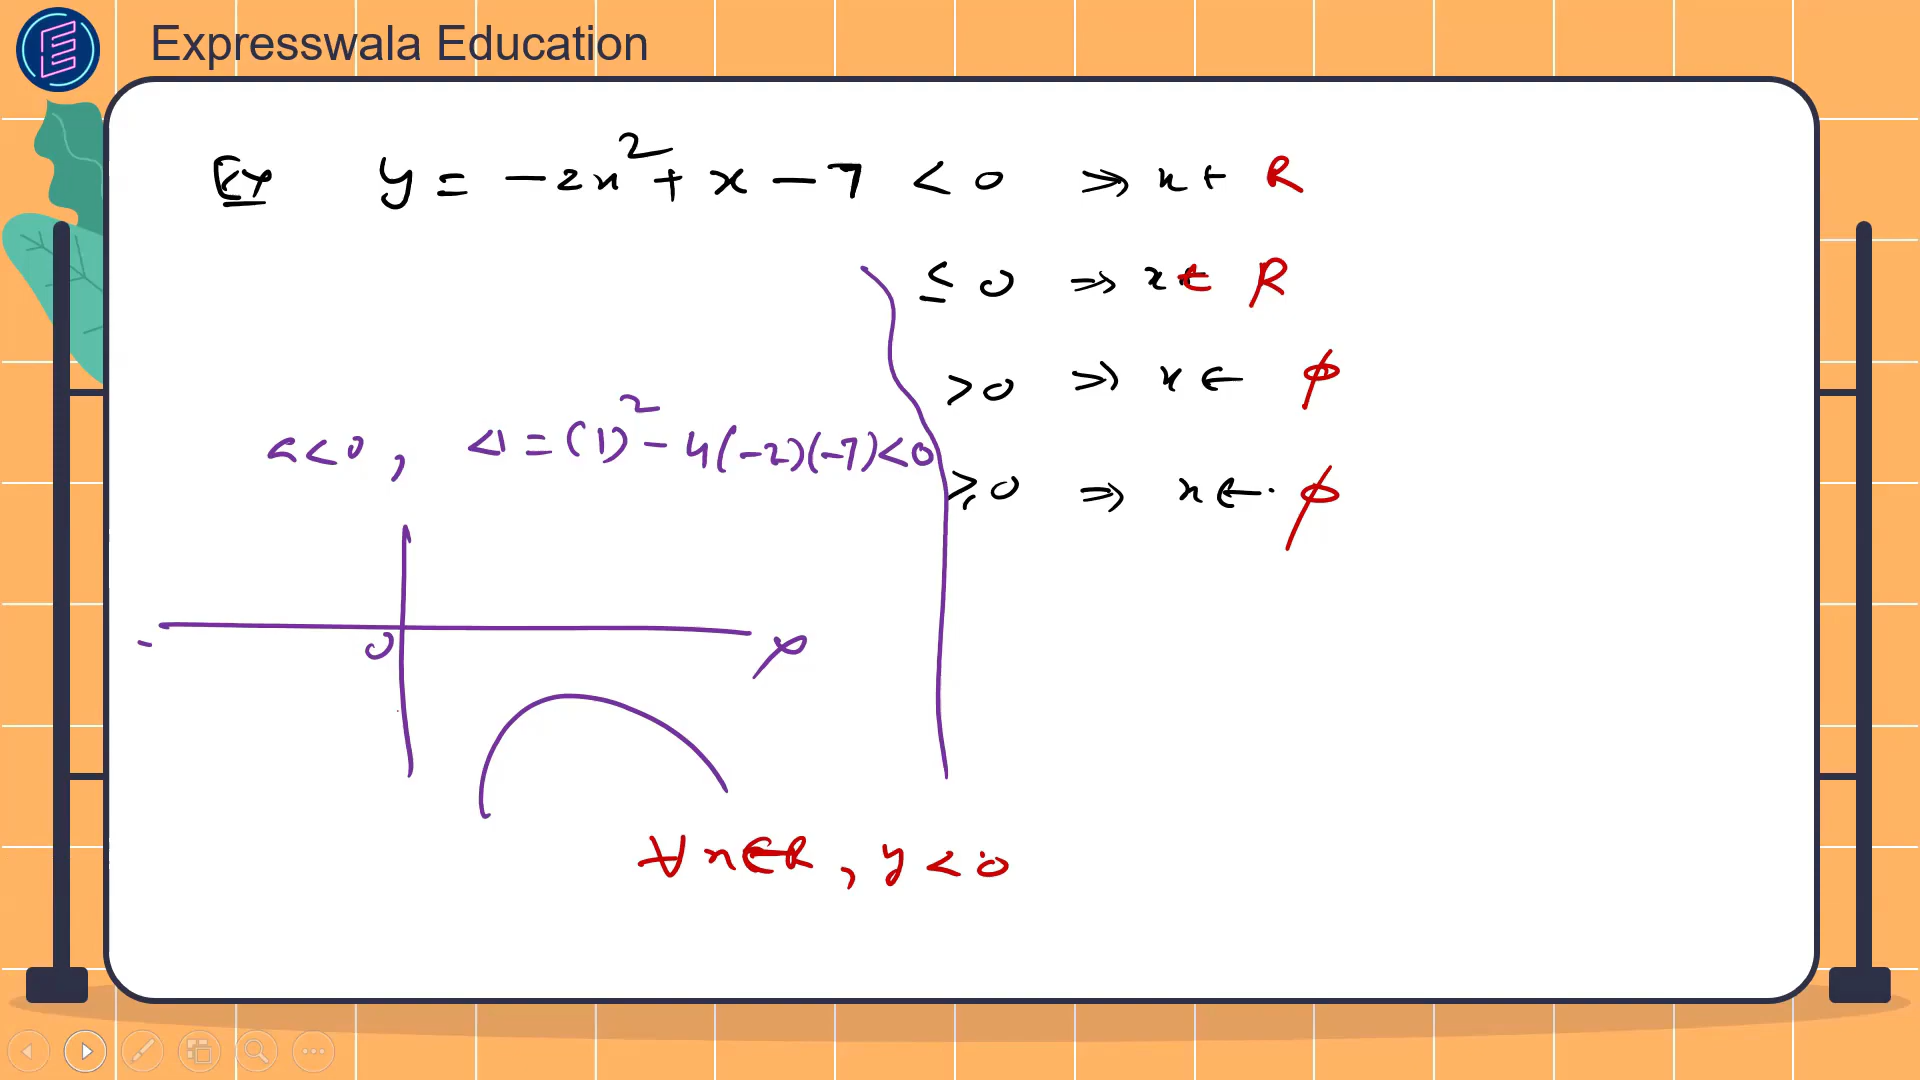 Expresswala Education
Ex y = -2x² + x - 7 < 0 ⇒ x ∈ R
≤ 0 ⇒ x ∈ R
> 0 ⇒ x ∈ ϕ
a < 0 , Δ = (1)² - 4(-2)(-7) < 0
≥ 0 ⇒ x ∈ ϕ
0
∀ x ∈ R , y < 0